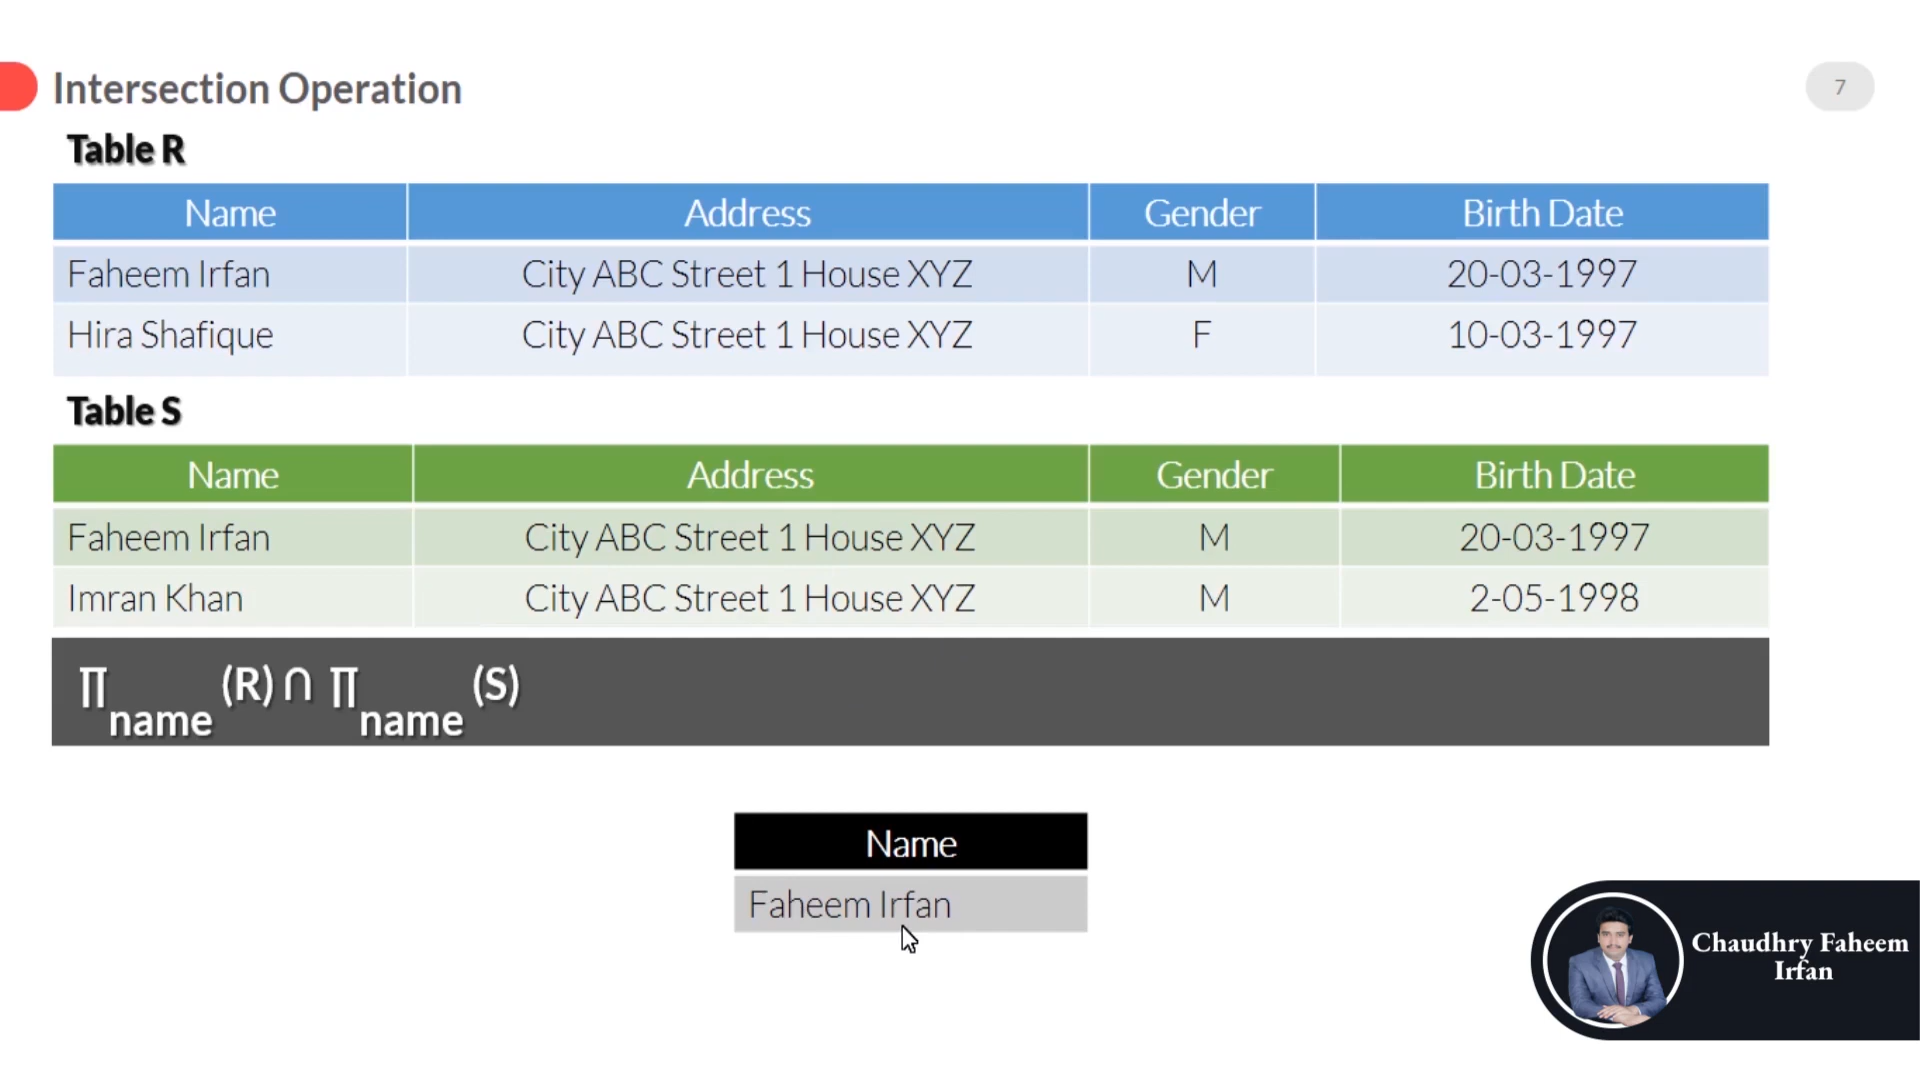 Intersection Operation
7
Table R
Name Address Gender Birth Date
Faheem Irfan City ABC Street 1 House XYZ M 20-03-1997
Hira Shafique City ABC Street 1 House XYZ F 10-03-1997
Table S
Name Address Gender Birth Date
Faheem Irfan City ABC Street 1 House XYZ M 20-03-1997
Imran Khan City ABC Street 1 House XYZ M 2-05-1998
∏name (R) ∩ ∏name (S)
Name
Faheem Irfan
Chaudhry Faheem
Irfan